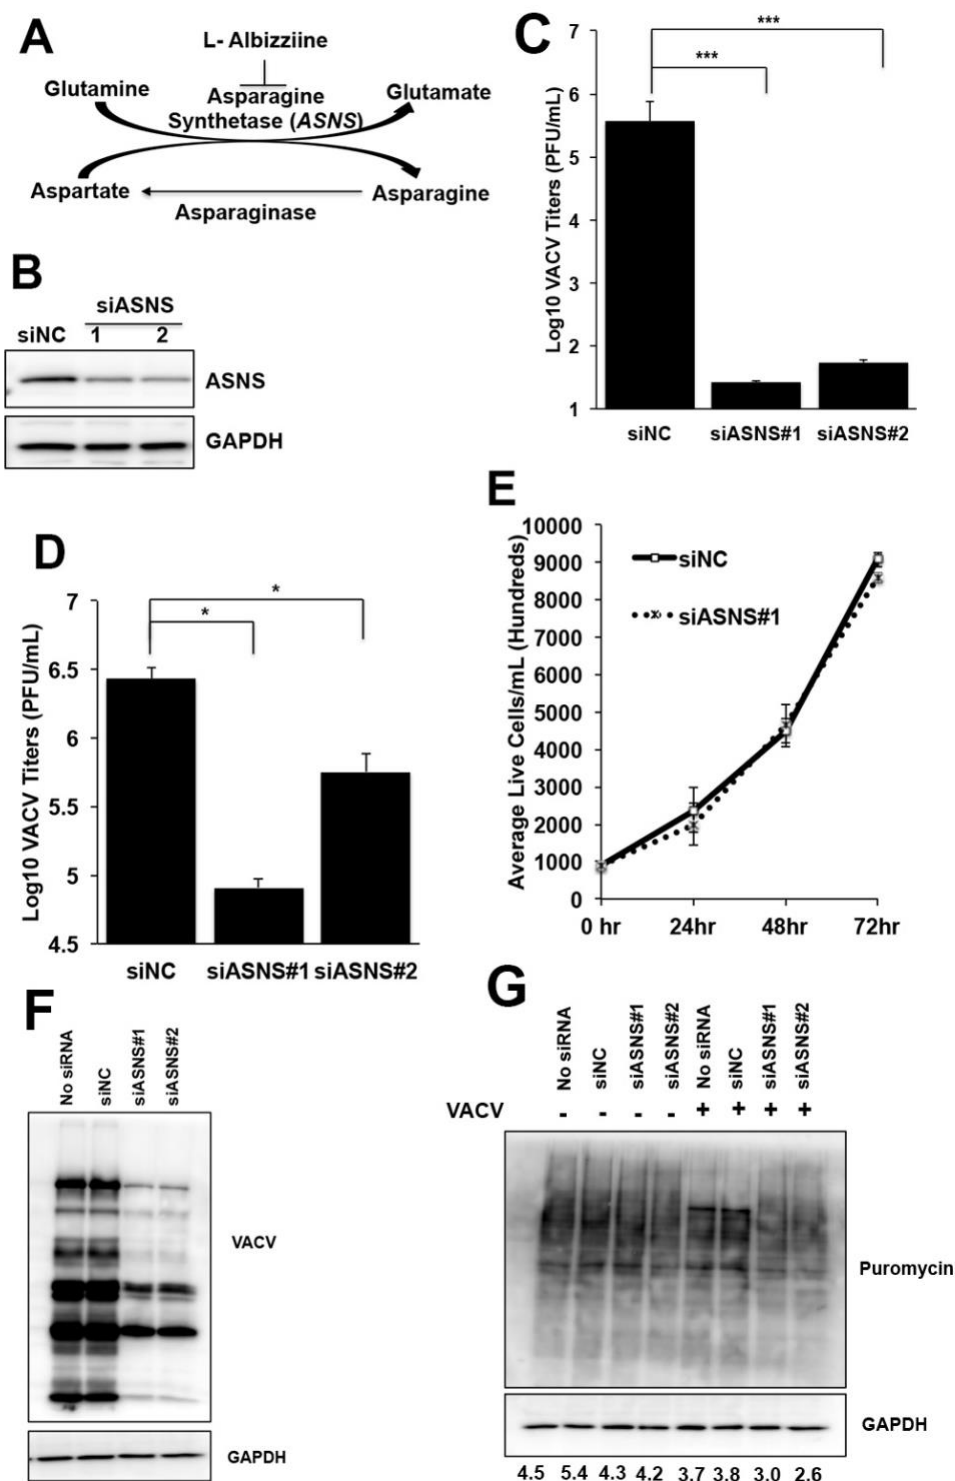 A
L- Albizziine
Glutamine
Asparagine
Synthetase (ASNS)
Glutamate
Aspartate
Asparagine
Asparaginase
B
siASNS
siNC 1 2
ASNS
GAPDH
C
Log10 VACV Titers (PFU/mL)
7
6
5
4
3
2
1
***
***
siNC siASNS#1 siASNS#2
D
Log10 VACV Titers (PFU/mL)
7
6.5
6
5.5
5
4.5
*
*
siNC siASNS#1 siASNS#2
E
Average Live Cells/mL (Hundreds)
10000
9000
8000
7000
6000
5000
4000
3000
2000
1000
0
siNC
siASNS#1
0 hr 24hr 48hr 72hr
F
No siRNA
siNC
siASNS#1
siASNS#2
VACV
GAPDH
G
No siRNA
siNC
siASNS#1
siASNS#2
No siRNA
siNC
siASNS#1
siASNS#2
VACV - - - - + + + +
Puromycin
GAPDH
4.5 5.4 4.3 4.2 3.7 3.8 3.0 2.6